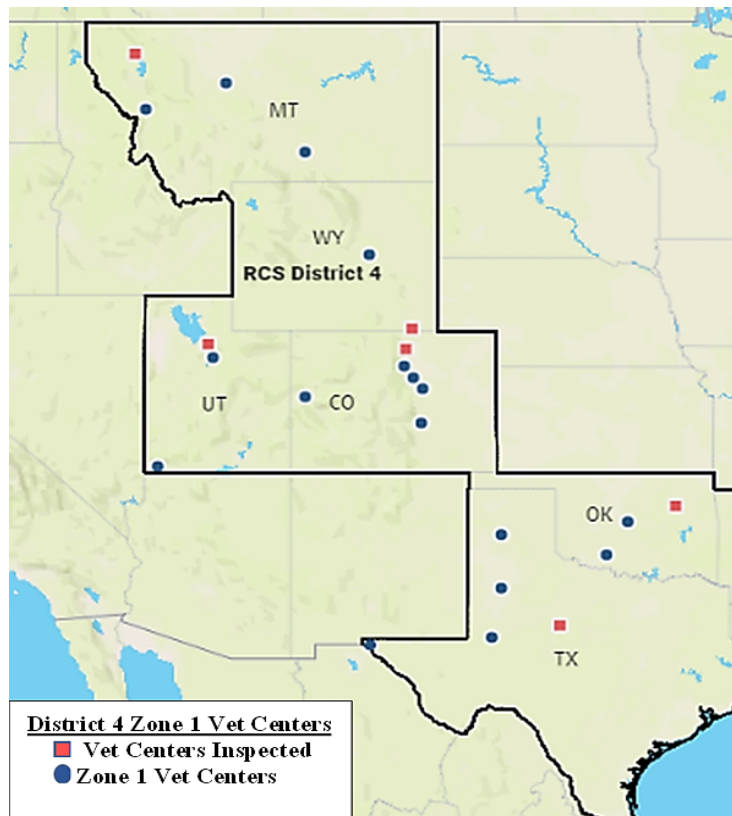 MT
WY
RCS District 4
UT
CO
OK
TX
District 4 Zone 1 Vet Centers
Vet Centers Inspected
Zone 1 Vet Centers